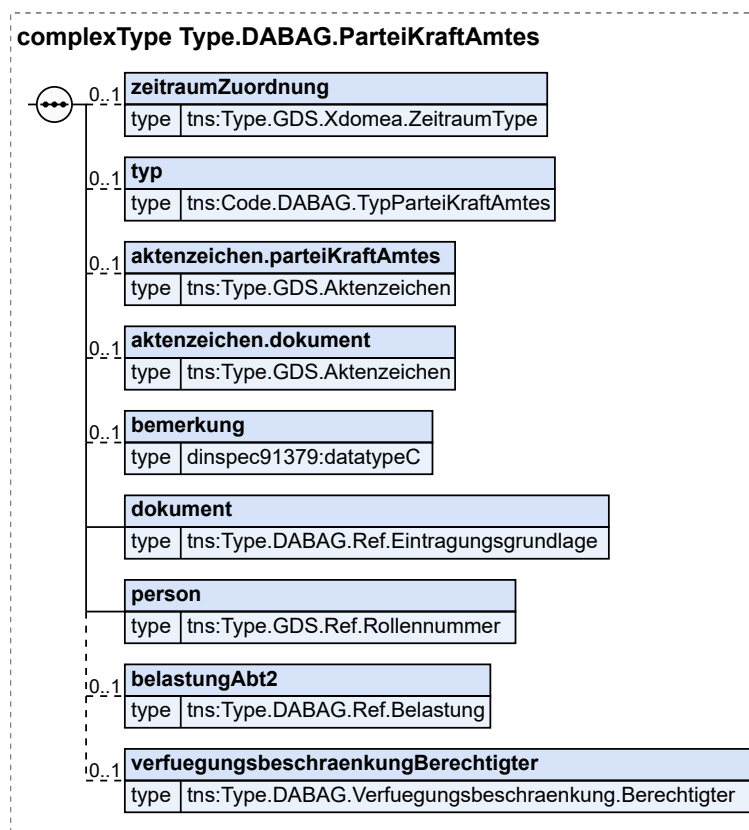 complexType Type.DABAG.ParteiKraftAmtes
0..1 zeitraumZuordnung
type tns:Type.GDS.Xdomea.ZeitraumType
0..1 typ
type tns:Code.DABAG.TypParteiKraftAmtes
0..1 aktenzeichen.parteiKraftAmtes
type tns:Type.GDS.Aktenzeichen
0..1 aktenzeichen.dokument
type tns:Type.GDS.Aktenzeichen
0..1 bemerkung
type dinspec91379:datatypeC
dokument
type tns:Type.DABAG.Ref.Eintragungsgrundlage
person
type tns:Type.GDS.Ref.Rollennummer
0..1 belastungAbt2
type tns:Type.DABAG.Ref.Belastung
0..1 verfuegungsbeschraenkungBerechtigter
type tns:Type.DABAG.Verfuegungsbeschraenkung.Berechtigter